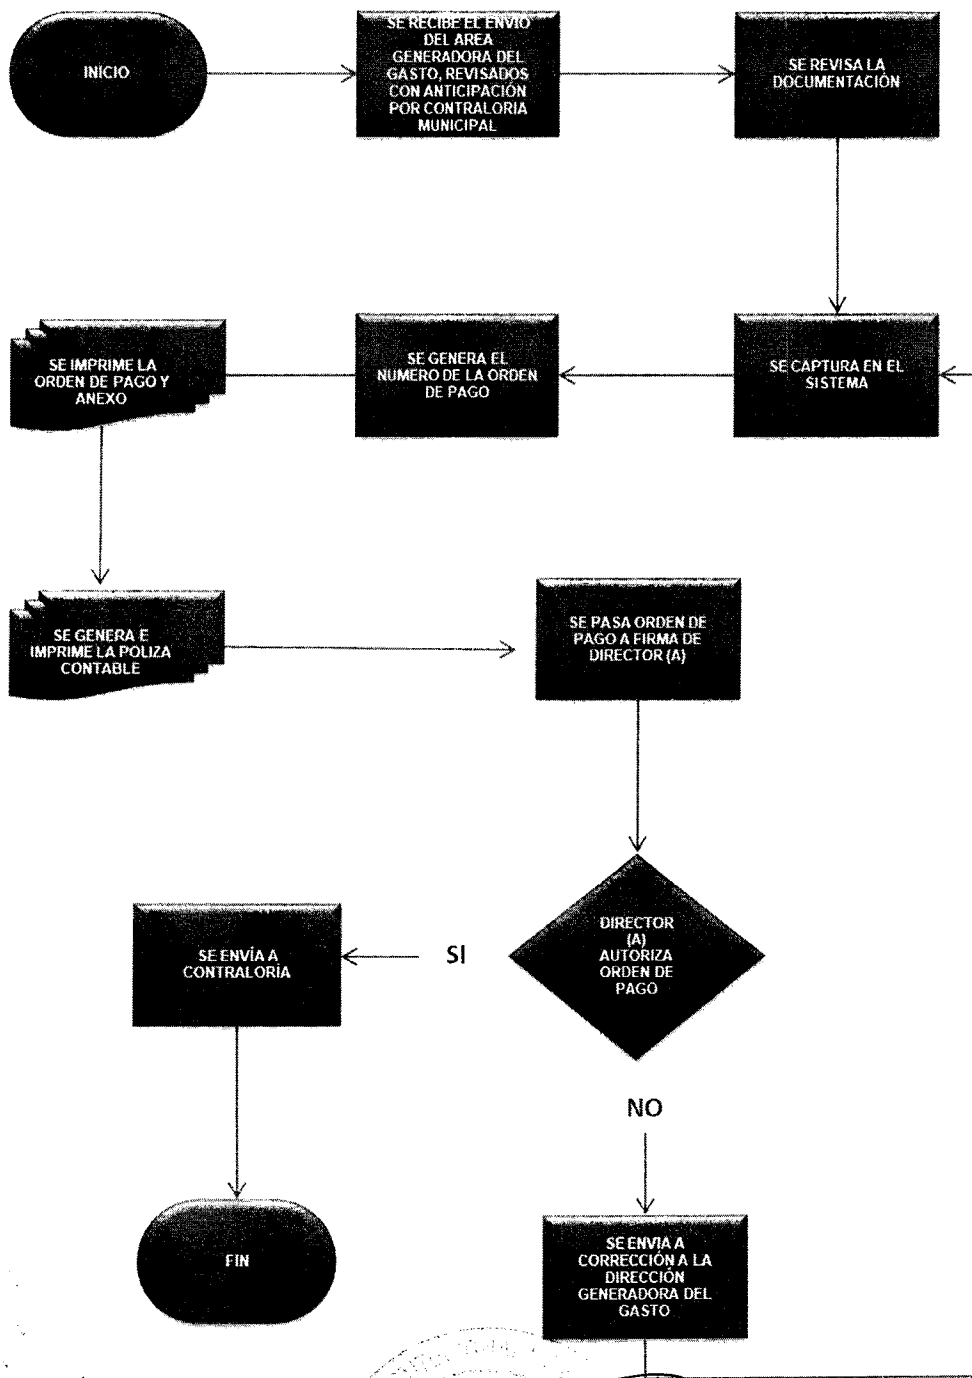 INICIO
SE RECIBE EL ENVIO
DEL AREA
GENERADORA DEL
GASTO, REVISADOS
CON ANTICIPACIÓN
POR CONTRALORIA
MUNICIPAL
SE REVISA LA
DOCUMENTACIÓN
SE IMPRIME LA
ORDEN DE PAGO Y
ANEXO
SE GENERA EL
NUMERO DE LA ORDEN
DE PAGO
SE CAPTURA EN EL
SISTEMA
SE GENERA E
IMPRIME LA POLIZA
CONTABLE
SE PASA ORDEN DE
PAGO A FIRMA DE
DIRECTOR (A)
DIRECTOR
(A)
AUTORIZA
ORDEN DE
PAGO
SI
SE ENVÍA A
CONTRALORÍA
NO
FIN
SE ENVIA A
CORRECCIÓN A LA
DIRECCIÓN
GENERADORA DEL
GASTO